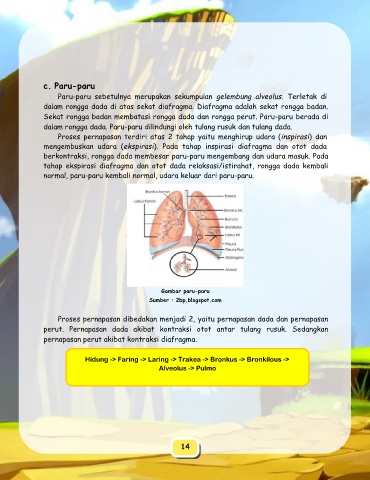 c. Paru-paru
Paru-paru sebetulnya merupakan sekumpulan gelembung alveolus. Terletak di
dalam rongga dada di atas sekat diafragma. Diafragma adalah sekat rongga badan.
Sekat rongga badan membatasi rongga dada dan rongga perut. Paru-paru berada di
dalam rongga dada. Paru-paru dilindungi oleh tulang rusuk dan tulang dada.
Proses pernapasan terdiri atas 2 tahap yaitu menghirup udara (inspirasi) dan
mengembuskan udara (ekspirasi). Pada tahap inspirasi diafragma dan otot dada
berkontraksi, rongga dada membesar paru-paru mengembang dan udara masuk. Pada
tahap ekspirasi diafragma dan otot dada relaksasi/istirahat, rongga dada kembali
normal, paru-paru kembali normal, udara keluar dari paru-paru.
Bronkus kanan
Lobus kanan
Trakea
Bronkus kiri
Bronchi
Bronkiolus
Lobus kiri
Pleura
Diafragma
Alveoli
Gambar paru-paru
Sumber : 2bp.blogspot.com
Proses pernapasan dibedakan menjadi 2, yaitu pernapasan dada dan pernapasan
perut. Pernapasan dada akibat kontraksi otot antar tulang rusuk. Sedangkan
pernapasan perut akibat kontraksi diafragma.
Hidung -> Faring -> Laring -> Trakea -> Bronkus -> Bronkilous ->
Alveolus -> Pulmo
14